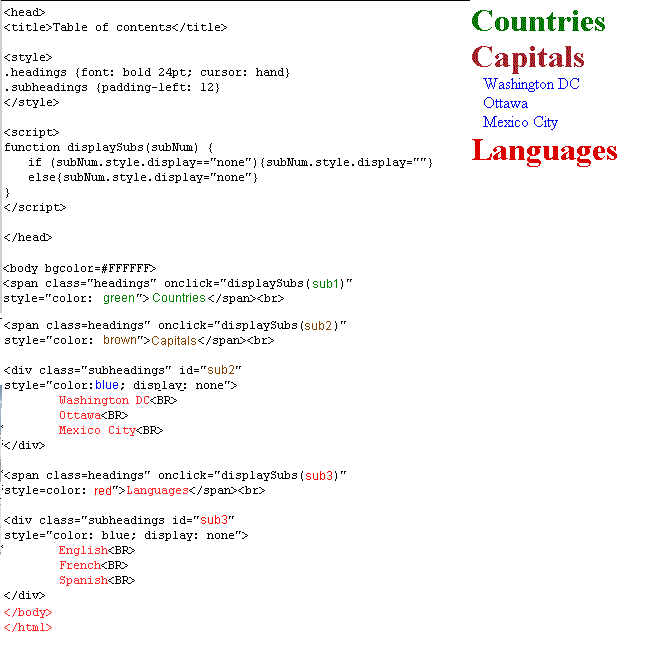 <head>
<title>Table of contents</title>
<style>
.headings {font: bold 24pt; cursor: hand}
.subheadings {padding-left: 12}
</style>
<script>
function displaySubs(subNum) {
if (subNum.style.display=="none"){subNum.style.display=""}
else{subNum.style.display="none"}
}
</script>
</head>
<body bgcolor=#FFFFFF>
<span class="headings" onclick="displaySubs(sub1)"
style="color: green">Countries</span><br>
<span class=headings" onclick="displaySubs(sub2)"
style="color: brown">Capitals</span><br>
<div class="subheadings" id="sub2"
style="color:blue; display: none">
Washington DC<BR>
Ottawa<BR>
Mexico City<BR>
</div>
<span class=headings" onclick="displaySubs(sub3)"
style=color: red">Languages</span><br>
<div class="subheadings id="sub3"
style="color: blue; display: none">
English<BR>
French<BR>
Spanish<BR>
</div>
</body>
</html>
Countries
Capitals
Washington DC
Ottawa
Mexico City
Languages